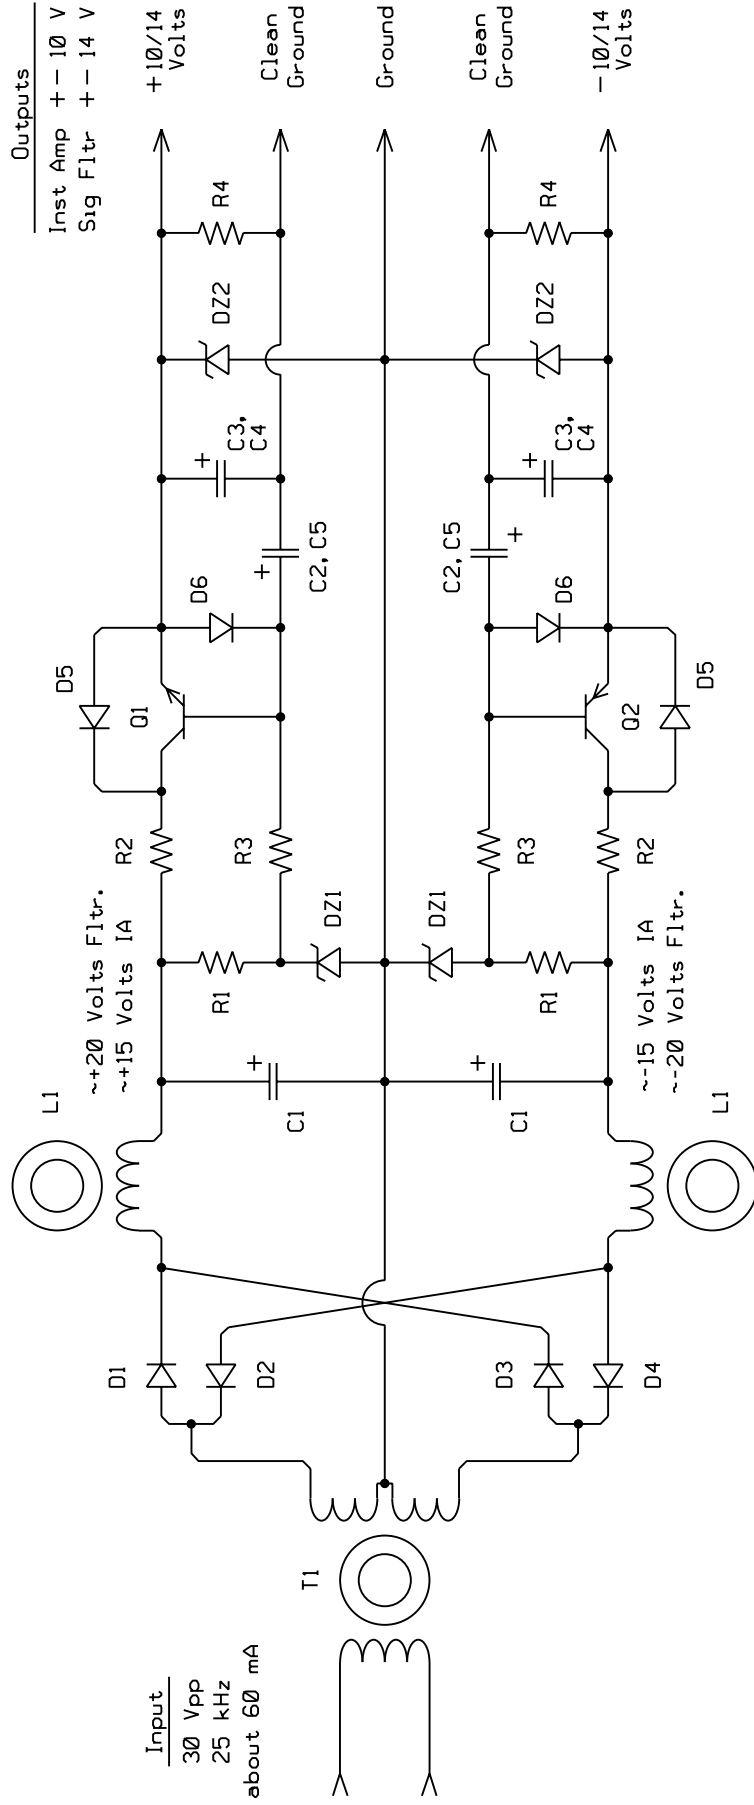 Input
30 Vpp
25 kHz
about 60 mA
T1
D1
D2
D3
D4
L1
L1
~+20 Volts Fltr.
~+15 Volts IA
C1
C1
~-15 Volts IA
~-20 Volts Fltr.
R1
DZ1
DZ1
R1
R2
R3
R3
R2
D5
Q1
Q2
D5
D6
D6
C2, C5
C2, C5
C3,
C4
C3,
C4
DZ2
DZ2
R4
R4
Outputs
Inst Amp +- 10 V
Sig Fltr +- 14 V
+10/14
Volts
Clean
Ground
Ground
Clean
Ground
-10/14
Volts
+
+
+
+
+
+